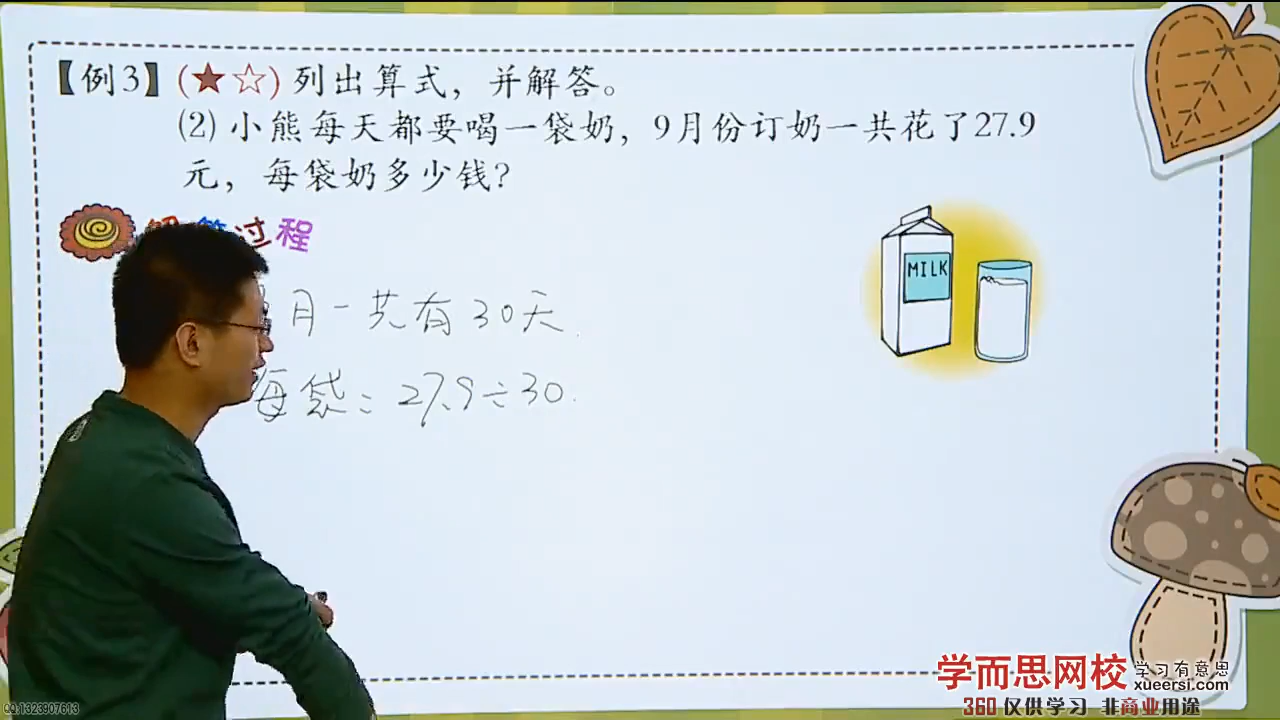 【例3】(★☆)列出算式，并解答。
(2)小熊每天都要喝一袋奶，9月份订奶一共花了27.9
元，每袋奶多少钱？
过程
MILK
月一共有30天.
每袋：27.9÷30.
学而思网校 学习有意思
xueersi.com
360 仅供学习 非商业用途
QQ:1323907613